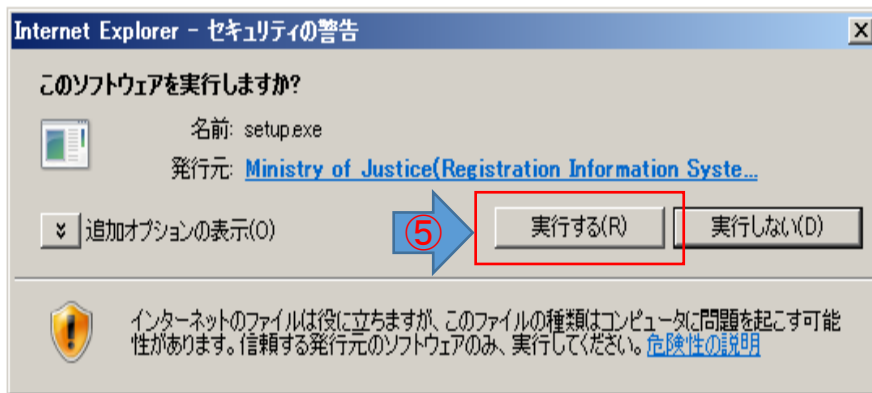 Internet Explorer - セキュリティの警告
このソフトウェアを実行しますか?
名前: setup.exe
発行元: Ministry of Justice(Registration Information Syste...
追加オプションの表示(O)
⑤
実行する(R)
実行しない(D)
インターネットのファイルは役に立ちますが、このファイルの種類はコンピュータに問題を起こす可能
性があります。信頼する発行元のソフトウェアのみ、実行してください。危険性の説明